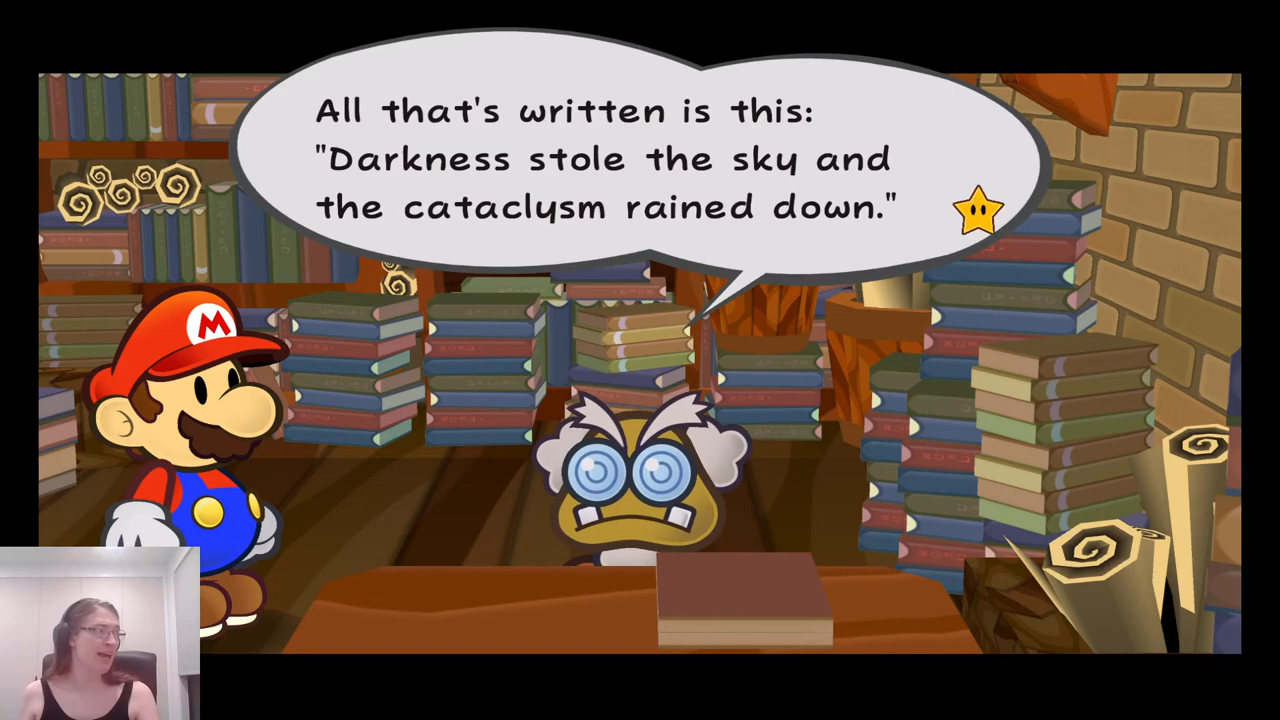 All that's written is this:
"Darkness stole the sky and
the cataclysm rained down."
M